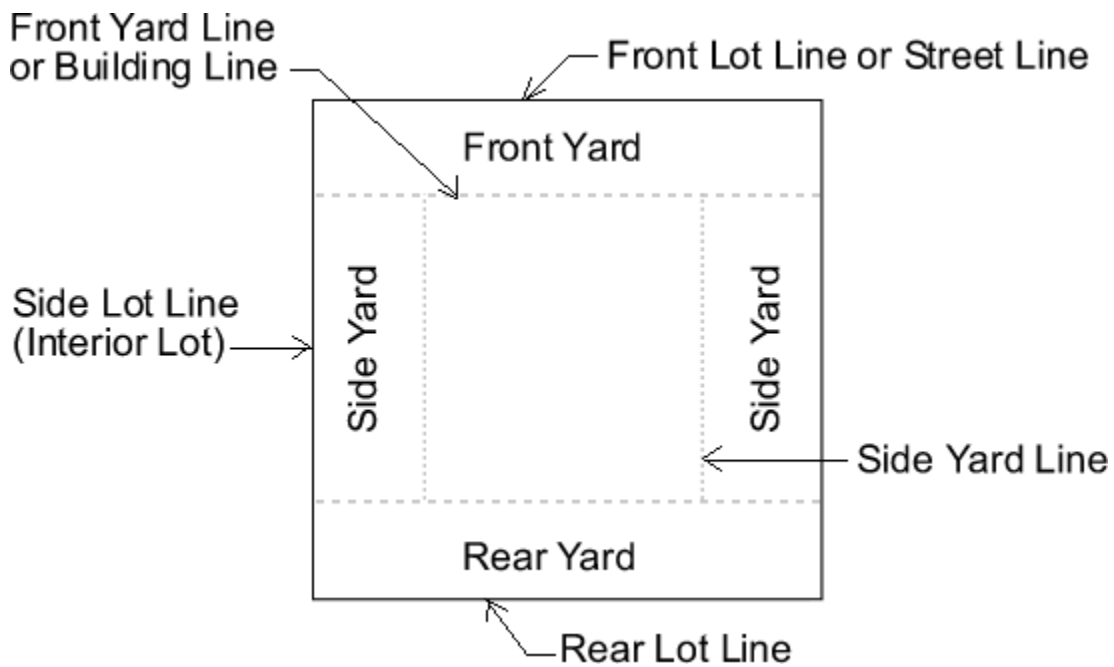 Front Yard Line
or Building Line
Front Lot Line or Street Line
Front Yard
Side Lot Line
(Interior Lot)
Side Yard
Side Yard
Side Yard Line
Rear Yard
Rear Lot Line